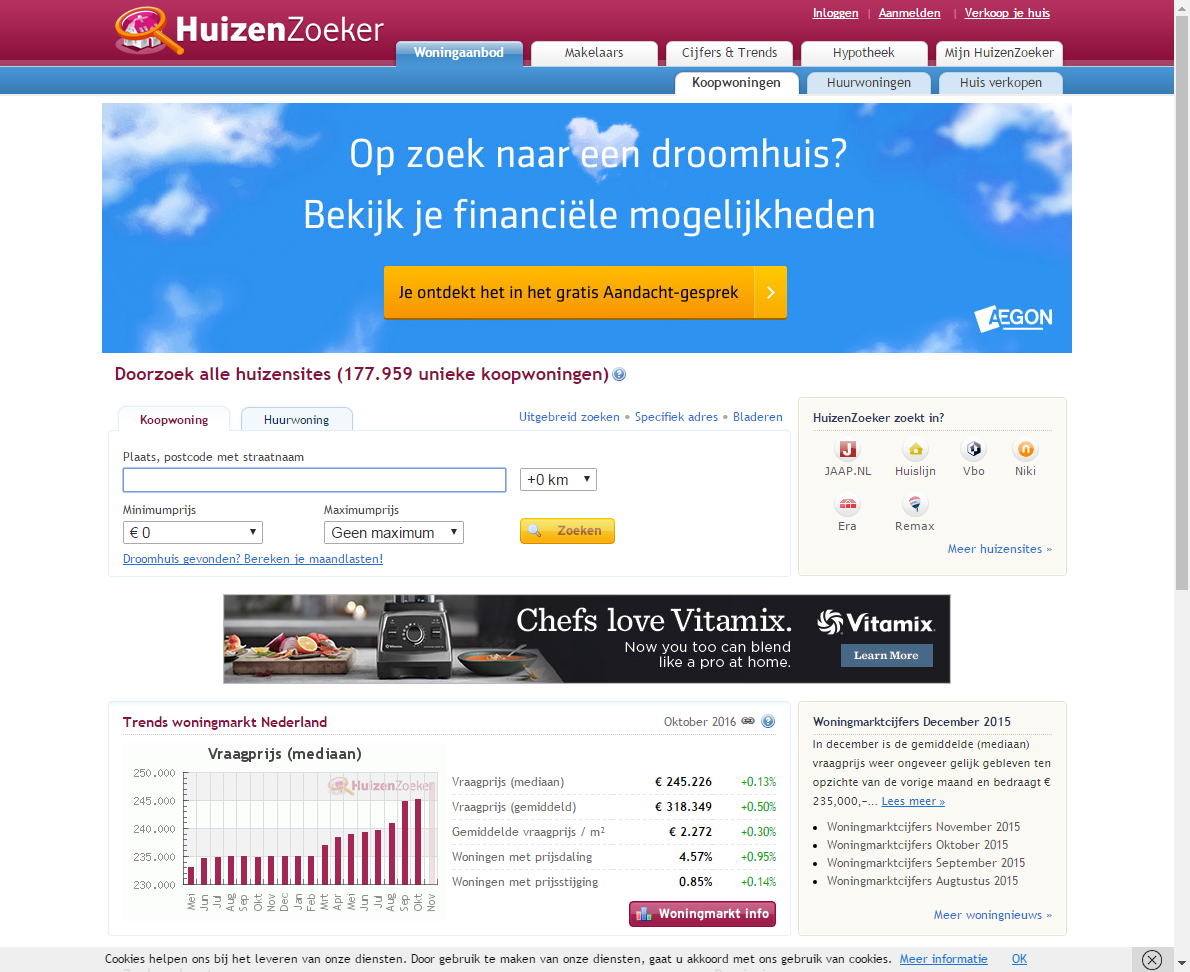 Inloggen | Aanmelden | Verkoop je huis
HuizenZoeker
Woningaanbod Makelaars Cijfers & Trends Hypotheek Mijn HuizenZoeker
Koopwoningen Huurwoningen Huis verkopen
Op zoek naar een droomhuis?
Bekijk je financiële mogelijkheden
Je ontdekt het in het gratis Aandacht-gesprek
AEGON
Doorzoek alle huizensites (177.959 unieke koopwoningen)
Koopwoning Huurwoning
Uitgebreid zoeken • Specifiek adres • Bladeren
Plaats, postcode met straatnaam
+0 km
Minimumprijs Maximumprijs
€ 0 Geen maximum Zoeken
Droomhuis gevonden? Bereken je maandlasten!
HuizenZoeker zoekt in?
JAAP.NL Huislijn Vbo Niki
Era Remax
Meer huizensites »
Chefs love Vitamix.
Now you too can blend
like a pro at home.
Vitamix
Learn More
Trends woningmarkt Nederland
Oktober 2016
Vraagprijs (mediaan)
HuizenZoeker
250.000
245.000
240.000
235.000
230.000
Mei Jun Jul Aug Sep Okt Nov Dec Jan Feb Mrt Apr Mei Jun Jul Aug Sep Okt Nov
Vraagprijs (mediaan) € 245.226 +0.13%
Vraagprijs (gemiddeld) € 318.349 +0.50%
Gemiddelde vraagprijs / m² € 2.272 +0.30%
Woningen met prijsdaling 4.57% +0.95%
Woningen met prijsstijging 0.85% +0.14%
Woningmarkt info
Woningmarktcijfers December 2015
In december is de gemiddelde (mediaan)
vraagprijs weer ongeveer gelijk gebleven ten
opzichte van de vorige maand en bedraagt €
235,000,-... Lees meer »
• Woningmarktcijfers November 2015
• Woningmarktcijfers Oktober 2015
• Woningmarktcijfers September 2015
• Woningmarktcijfers Augtustus 2015
Meer woningnieuws »
Cookies helpen ons bij het leveren van onze diensten. Door gebruik te maken van onze diensten, gaat u akkoord met ons gebruik van cookies. Meer informatie OK